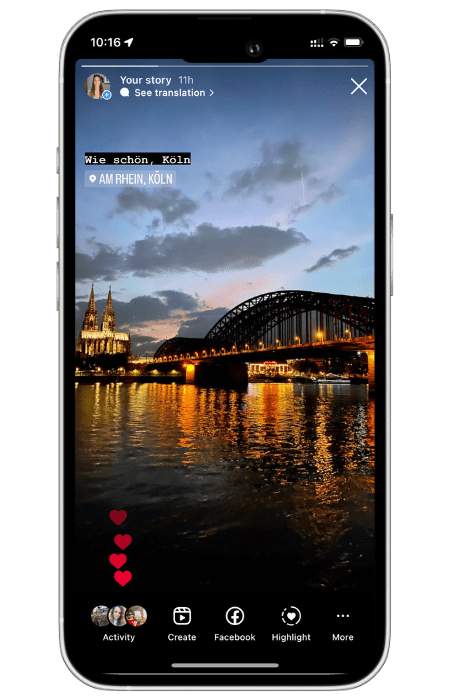 10:16
Your story 11h
See translation >
Wie schön, Köln
AM RHEIN, KÖLN
Activity
Create
Facebook
Highlight
More